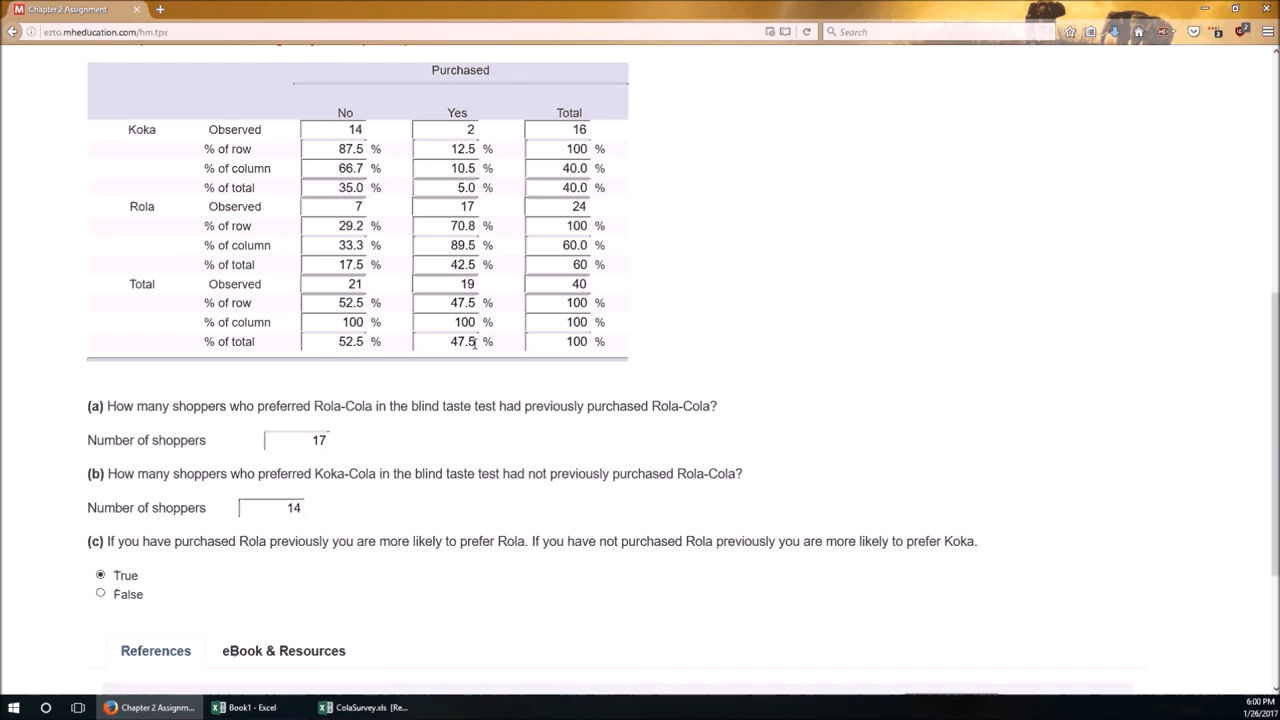 Chapter 2 Assignment
ezto.mheducation.com/hm.tpx
Search
Purchased
No Yes Total
Koka Observed 14 2 16
% of row 87.5 % 12.5 % 100 %
% of column 66.7 % 10.5 % 40.0 %
% of total 35.0 % 5.0 % 40.0 %
Rola Observed 7 17 24
% of row 29.2 % 70.8 % 100 %
% of column 33.3 % 89.5 % 60.0 %
% of total 17.5 % 42.5 % 60 %
Total Observed 21 19 40
% of row 52.5 % 47.5 % 100 %
% of column 100 % 100 % 100 %
% of total 52.5 % 47.5 % 100 %
(a) How many shoppers who preferred Rola-Cola in the blind taste test had previously purchased Rola-Cola?
Number of shoppers 17
(b) How many shoppers who preferred Koka-Cola in the blind taste test had not previously purchased Rola-Cola?
Number of shoppers 14
(c) If you have purchased Rola previously you are more likely to prefer Rola. If you have not purchased Rola previously you are more likely to prefer Koka.
True
False
References eBook & Resources
Chapter 2 Assignm... Book1 - Excel ColaSurvey.xls [Re...
6:00 PM
1/26/2017